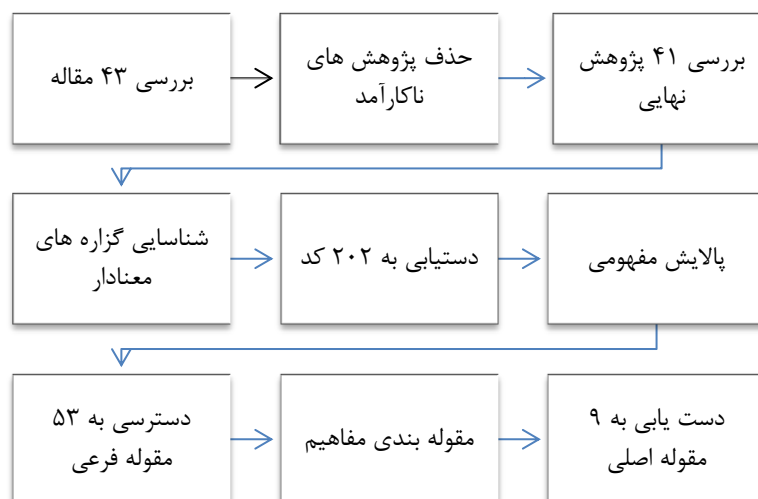 بررسی ۴۳ مقاله
حذف پژوهش های
ناکارآمد
بررسی ۴۱ پژوهش
نهایی
شناسایی گزاره های
معنادار
دستیابی به ۲۰۲ کد
پالایش مفهومی
دسترسی به ۵۳
مقوله فرعی
مقوله بندی مفاهیم
دست یابی به ۹
مقوله اصلی